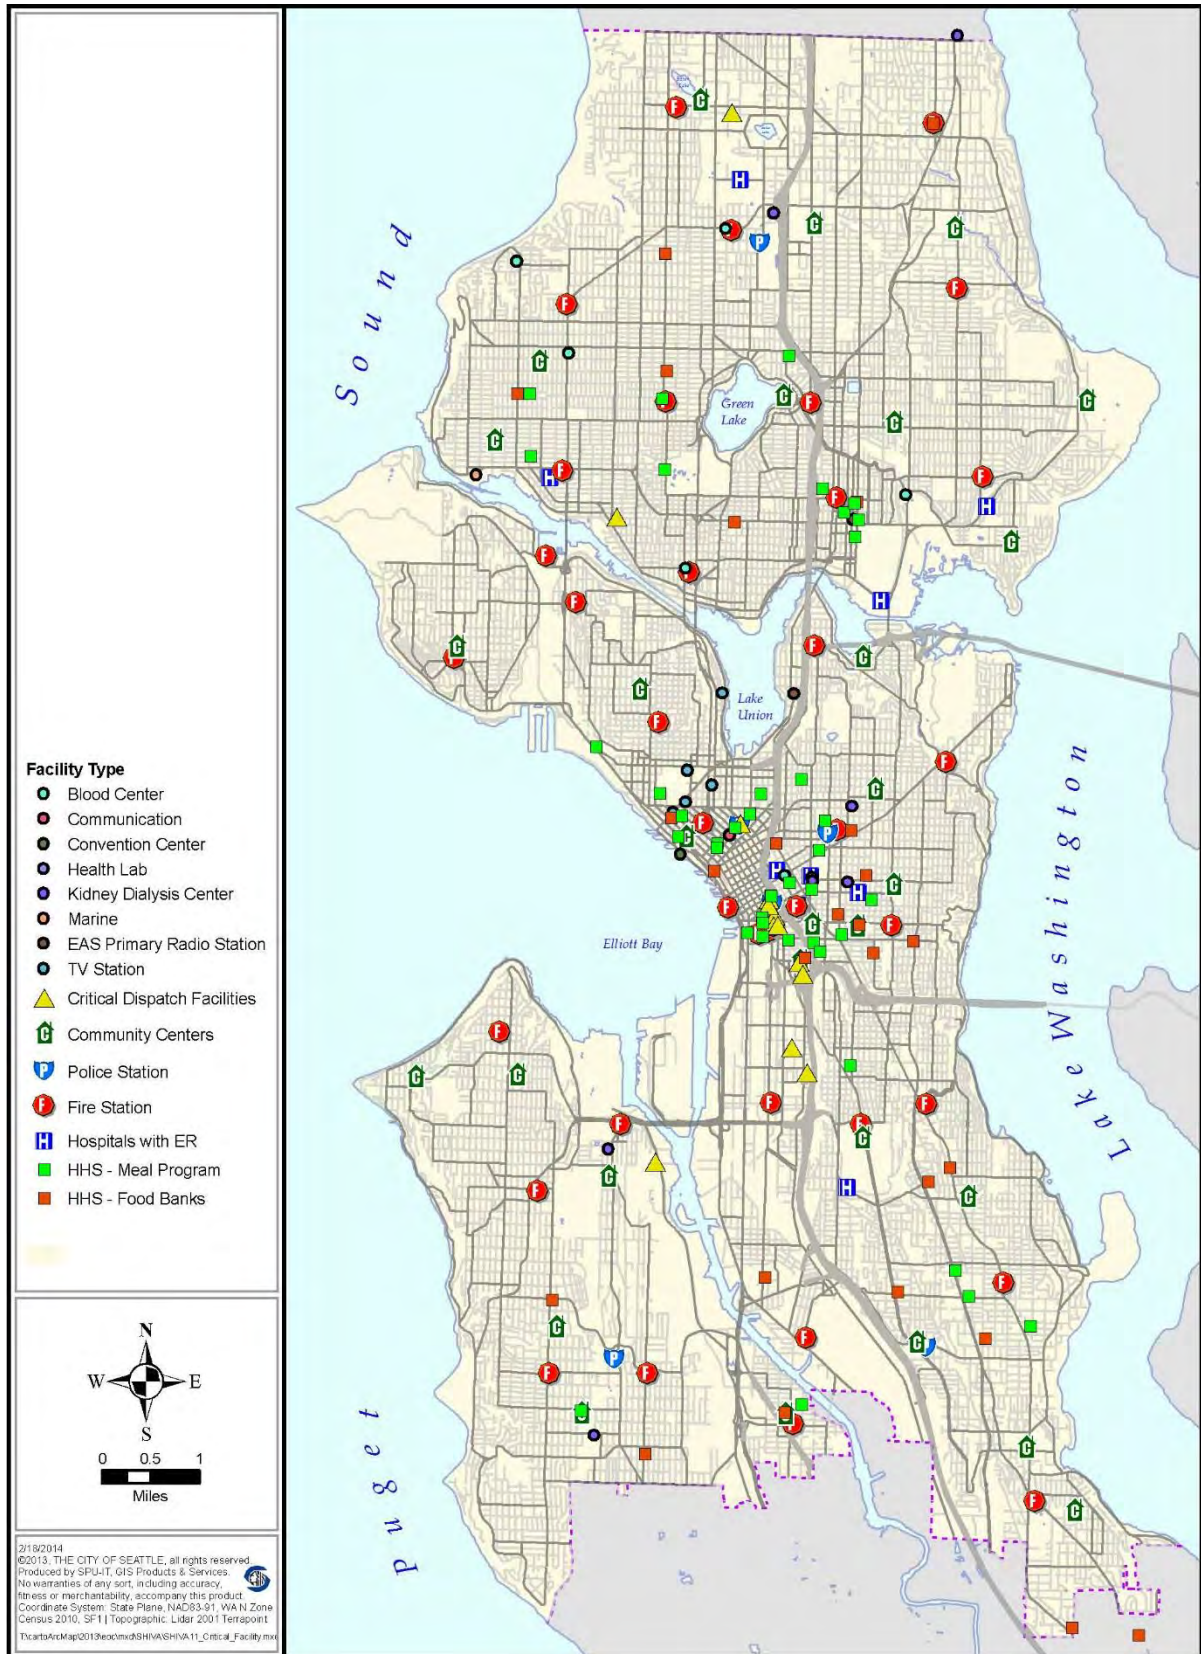 Facility Type
Blood Center
Communication
Convention Center
Health Lab
Kidney Dialysis Center
Marine
EAS Primary Radio Station
TV Station
Critical Dispatch Facilities
Community Centers
Police Station
Fire Station
Hospitals with ER
HHS - Meal Program
HHS - Food Banks
N
W E
S
0 0.5 1
Miles
2/18/2014
©2013, THE CITY OF SEATTLE, all rights reserved.
Produced by SPU-IT, GIS Products & Services.
No warranties of any sort, including accuracy,
fitness or merchantability, accompany this product.
Coordinate System: State Plane, NAD83-91, WA N Zone
Census 2010, SF1 | Topographic: Lidar 2001 Terrapoint
Puget Sound
Green
Lake
Lake
Union
Elliott Bay
Lake Washington